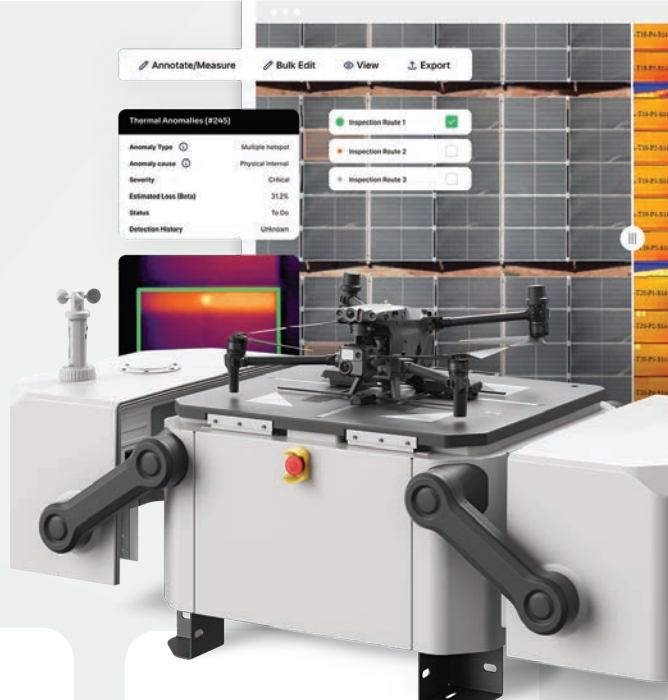 Annotate/Measure Bulk Edit View Export
Thermal Anomalies (#245)
Anomaly Type Multiple hotspot
Anomaly cause Physical Internal
Severity Critical
Estimated Loss (Beta) 31.2%
Status To Do
Detection History Unknown
Inspection Route 1
Inspection Route 2
Inspection Route 3